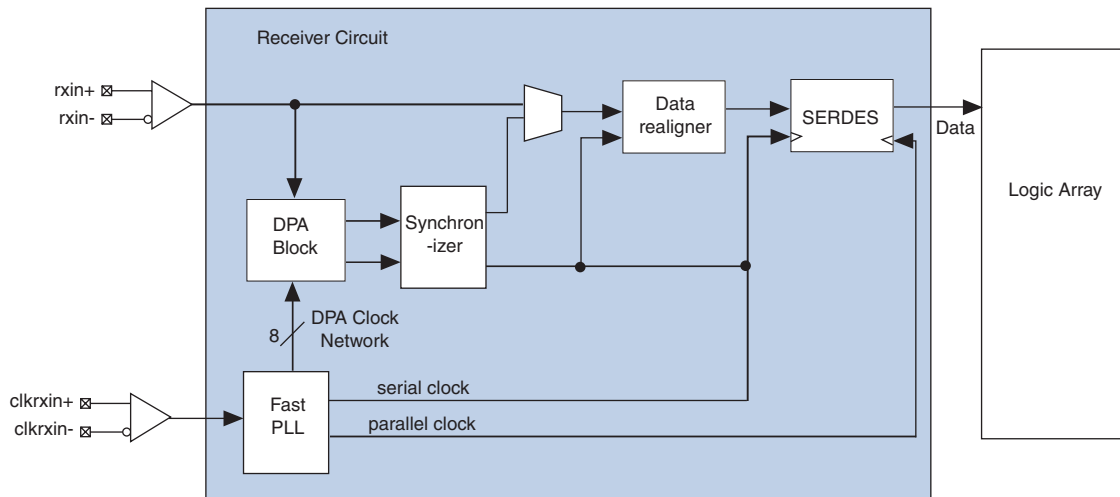 Receiver Circuit
rxin+
rxin-
Data
realigner
SERDES
Data
Logic Array
DPA
Block
Synchron
-izer
8
DPA Clock
Network
clkrxin+
clkrxin-
Fast
PLL
serial clock
parallel clock